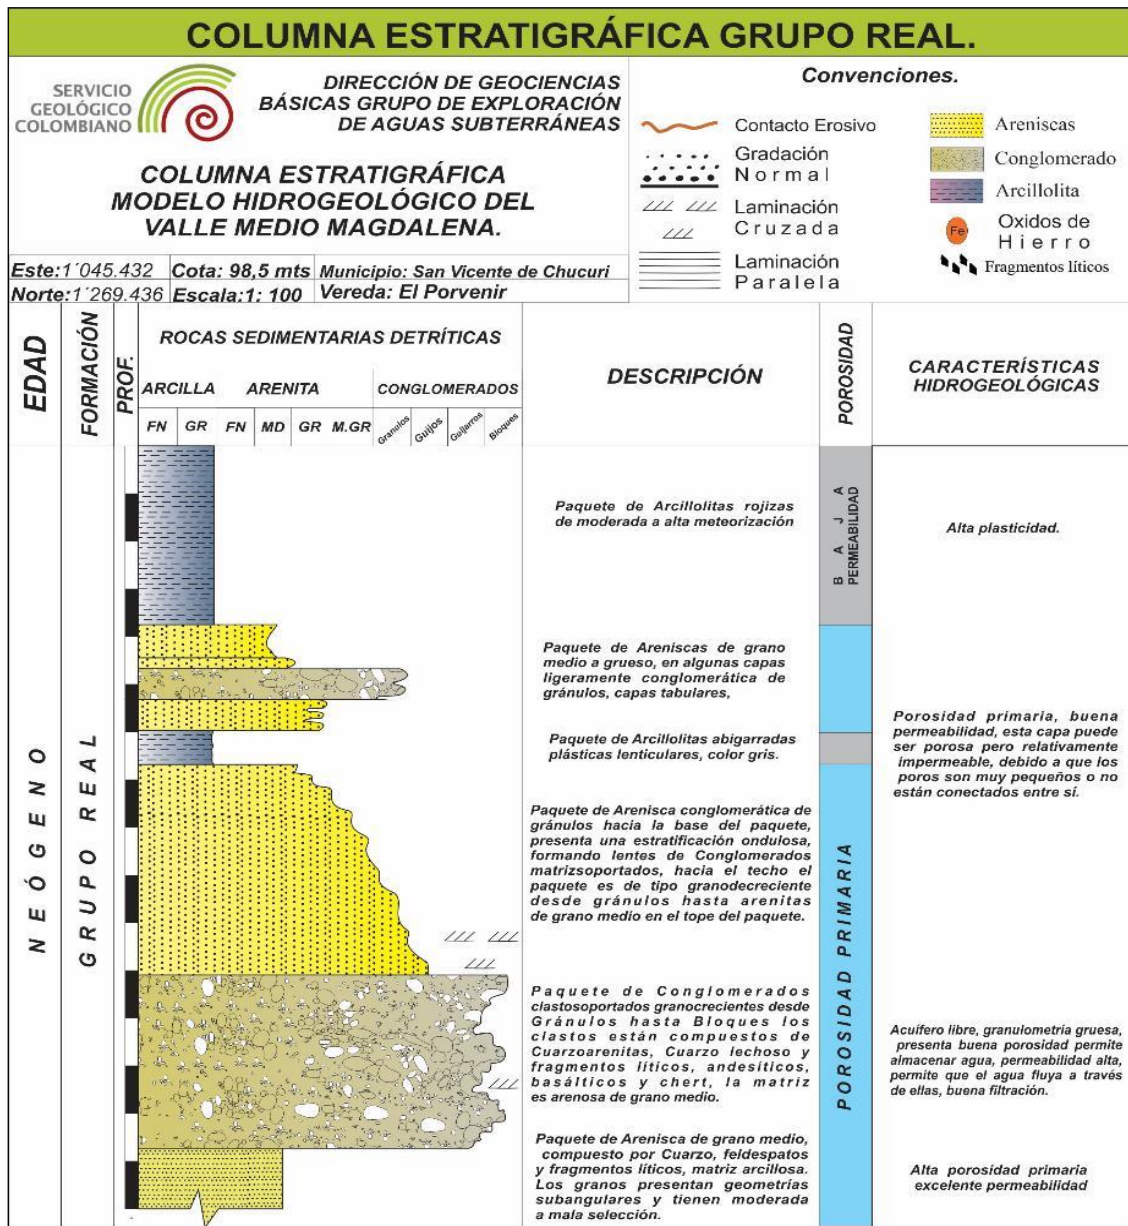 COLUMNA ESTRATIGRÁFICA GRUPO REAL.
SERVICIO
GEOLÓGICO
COLOMBIANO
DIRECCIÓN DE GEOCIENCIAS
BÁSICAS GRUPO DE EXPLORACIÓN
DE AGUAS SUBTERRÁNEAS
COLUMNA ESTRATIGRÁFICA
MODELO HIDROGEOLÓGICO DEL
VALLE MEDIO MAGDALENA.
Este:1´045.432 Cota: 98,5 mts Municipio: San Vicente de Chucuri
Norte:1´269.436 Escala:1: 100 Vereda: El Porvenir
Convenciones.
Contacto Erosivo
Gradación
Normal
Laminación
Cruzada
Laminación
Paralela
Areniscas
Conglomerado
Arcillolita
Fe
Oxidos de
Hierro
Fragmentos líticos
EDAD
FORMACIÓN
PROF.
ROCAS SEDIMENTARIAS DETRÍTICAS
ARCILLA ARENITA CONGLOMERADOS
FN GR FN MD GR M.GR Granulos Guijos Guijarros Bloques
DESCRIPCIÓN
POROSIDAD
CARACTERÍSTICAS
HIDROGEOLÓGICAS
NEÓGENO
GRUPO REAL
Paquete de Arcillolitas rojizas
de moderada a alta meteorización
BAJA
PERMEABILIDAD
Alta plasticidad.
Paquete de Areniscas de grano
medio a grueso, en algunas capas
ligeramente conglomerática de
gránulos, capas tabulares,
Paquete de Arcillolitas abigarradas
plásticas lenticulares, color gris.
Porosidad primaria, buena
permeabilidad, esta capa puede
ser porosa pero relativamente
impermeable, debido a que los
poros son muy pequeños o no
están conectados entre sí.
Paquete de Arenisca conglomerática de
gránulos hacia la base del paquete,
presenta una estratificación ondulosa,
formando lentes de Conglomerados
matrizsoportados, hacia el techo el
paquete es de tipo granodecreciente
desde gránulos hasta arenitas
de grano medio en el tope del paquete.
POROSIDAD PRIMARIA
Paquete de Conglomerados
clastosoportados granocrecientes desde
Gránulos hasta Bloques los
clastos están compuestos de
Cuarzoarenitas, Cuarzo lechoso y
fragmentos líticos, andesíticos,
basálticos y chert, la matriz
es arenosa de grano medio.
Acuífero libre, granulometría gruesa,
presenta buena porosidad permite
almacenar agua, permeabilidad alta,
permite que el agua fluya a través
de ellas, buena filtración.
Paquete de Arenisca de grano medio,
compuesto por Cuarzo, feldespatos
y fragmentos líticos, matriz arcillosa.
Los granos presentan geometrías
subangulares y tienen moderada
a mala selección.
Alta porosidad primaria
excelente permeabilidad